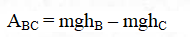 A_BC = mgh_B – mgh_C